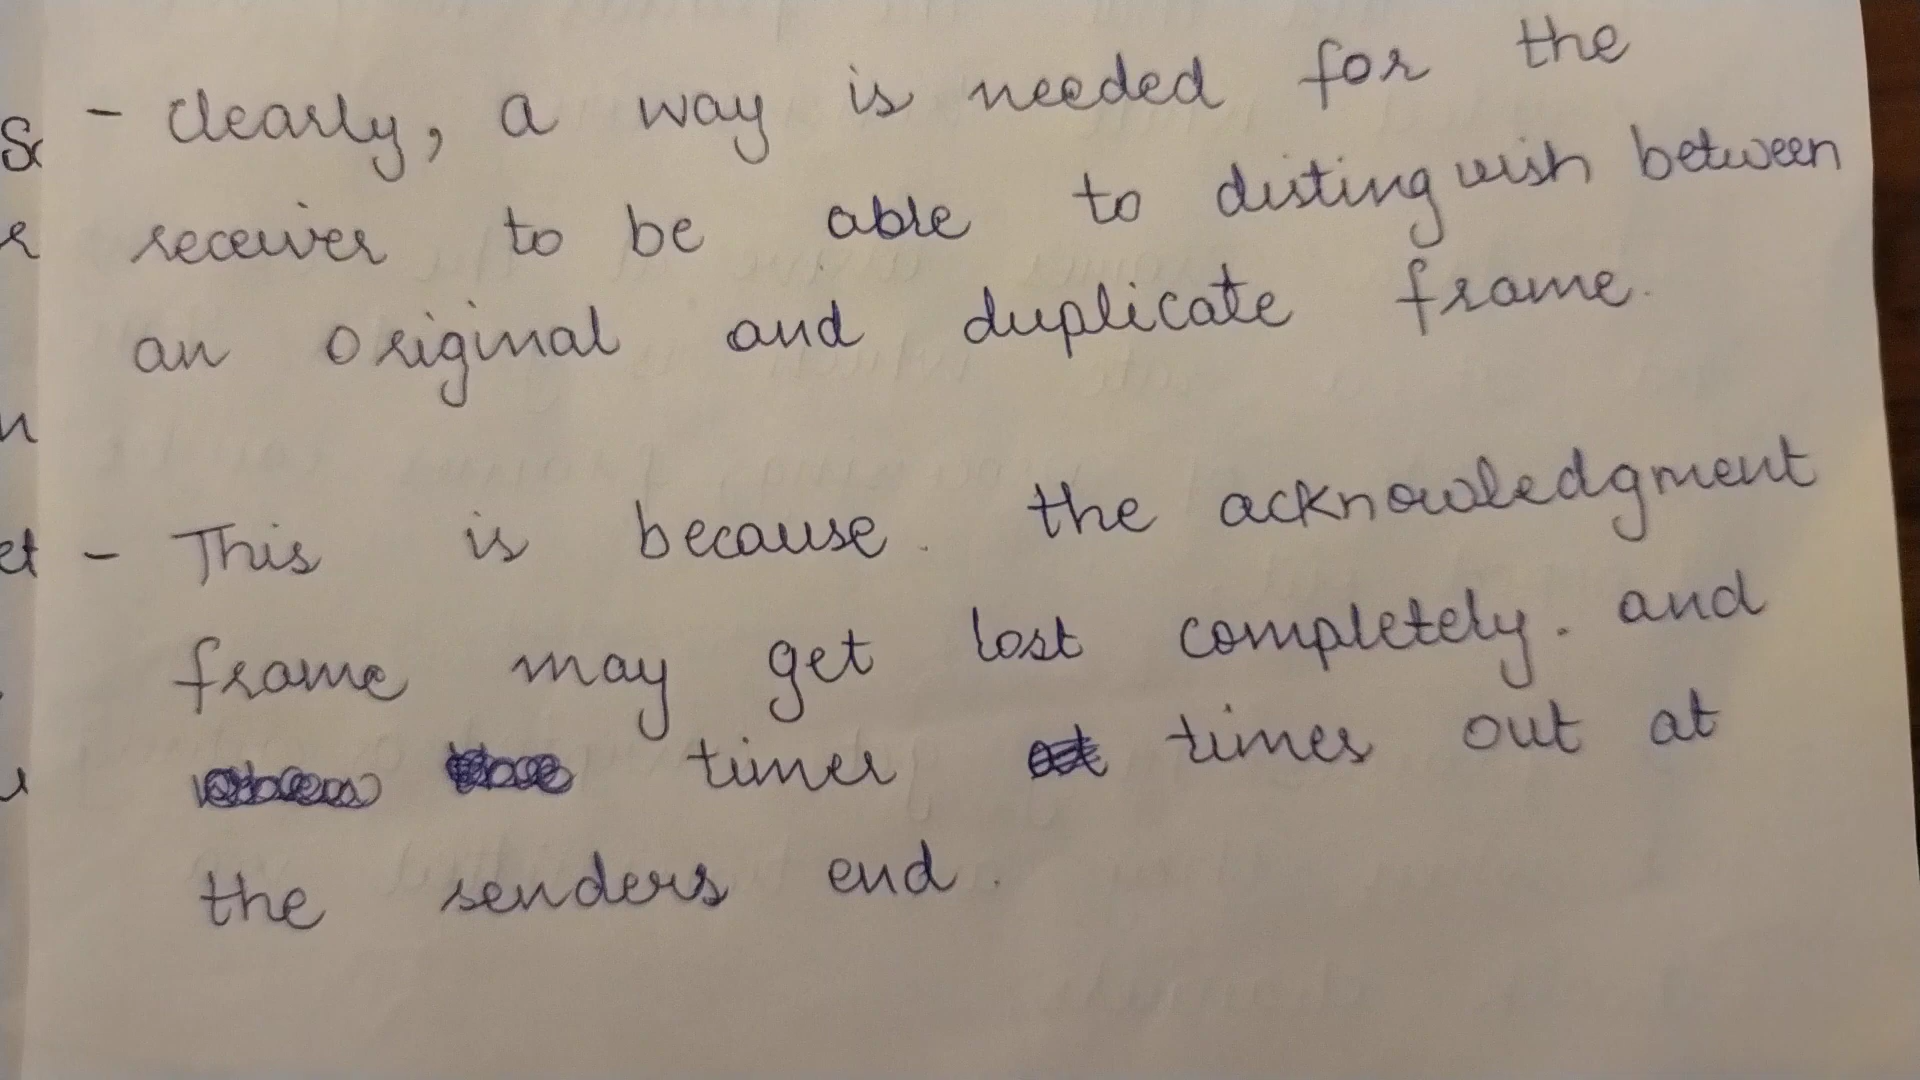 - Clearly, a way is needed for the
receiver to be able to distinguish between
an original and duplicate frame.
- This is because. the acknowledgment
frame may get lost completely. and
timer times out at
the senders end.